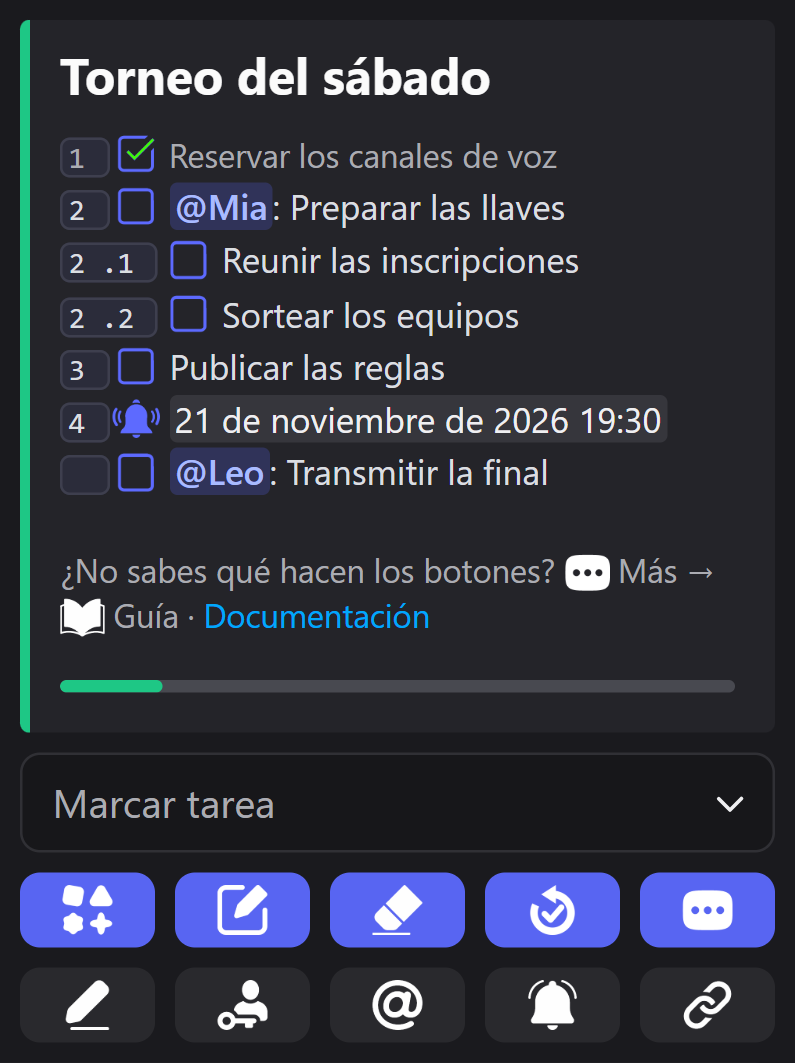 Torneo del sábado
1 Reservar los canales de voz
2 @Mia: Preparar las llaves
2 .1 Reunir las inscripciones
2 .2 Sortear los equipos
3 Publicar las reglas
4 21 de noviembre de 2026 19:30
@Leo: Transmitir la final
¿No sabes qué hacen los botones? Más →
Guía · Documentación
Marcar tarea